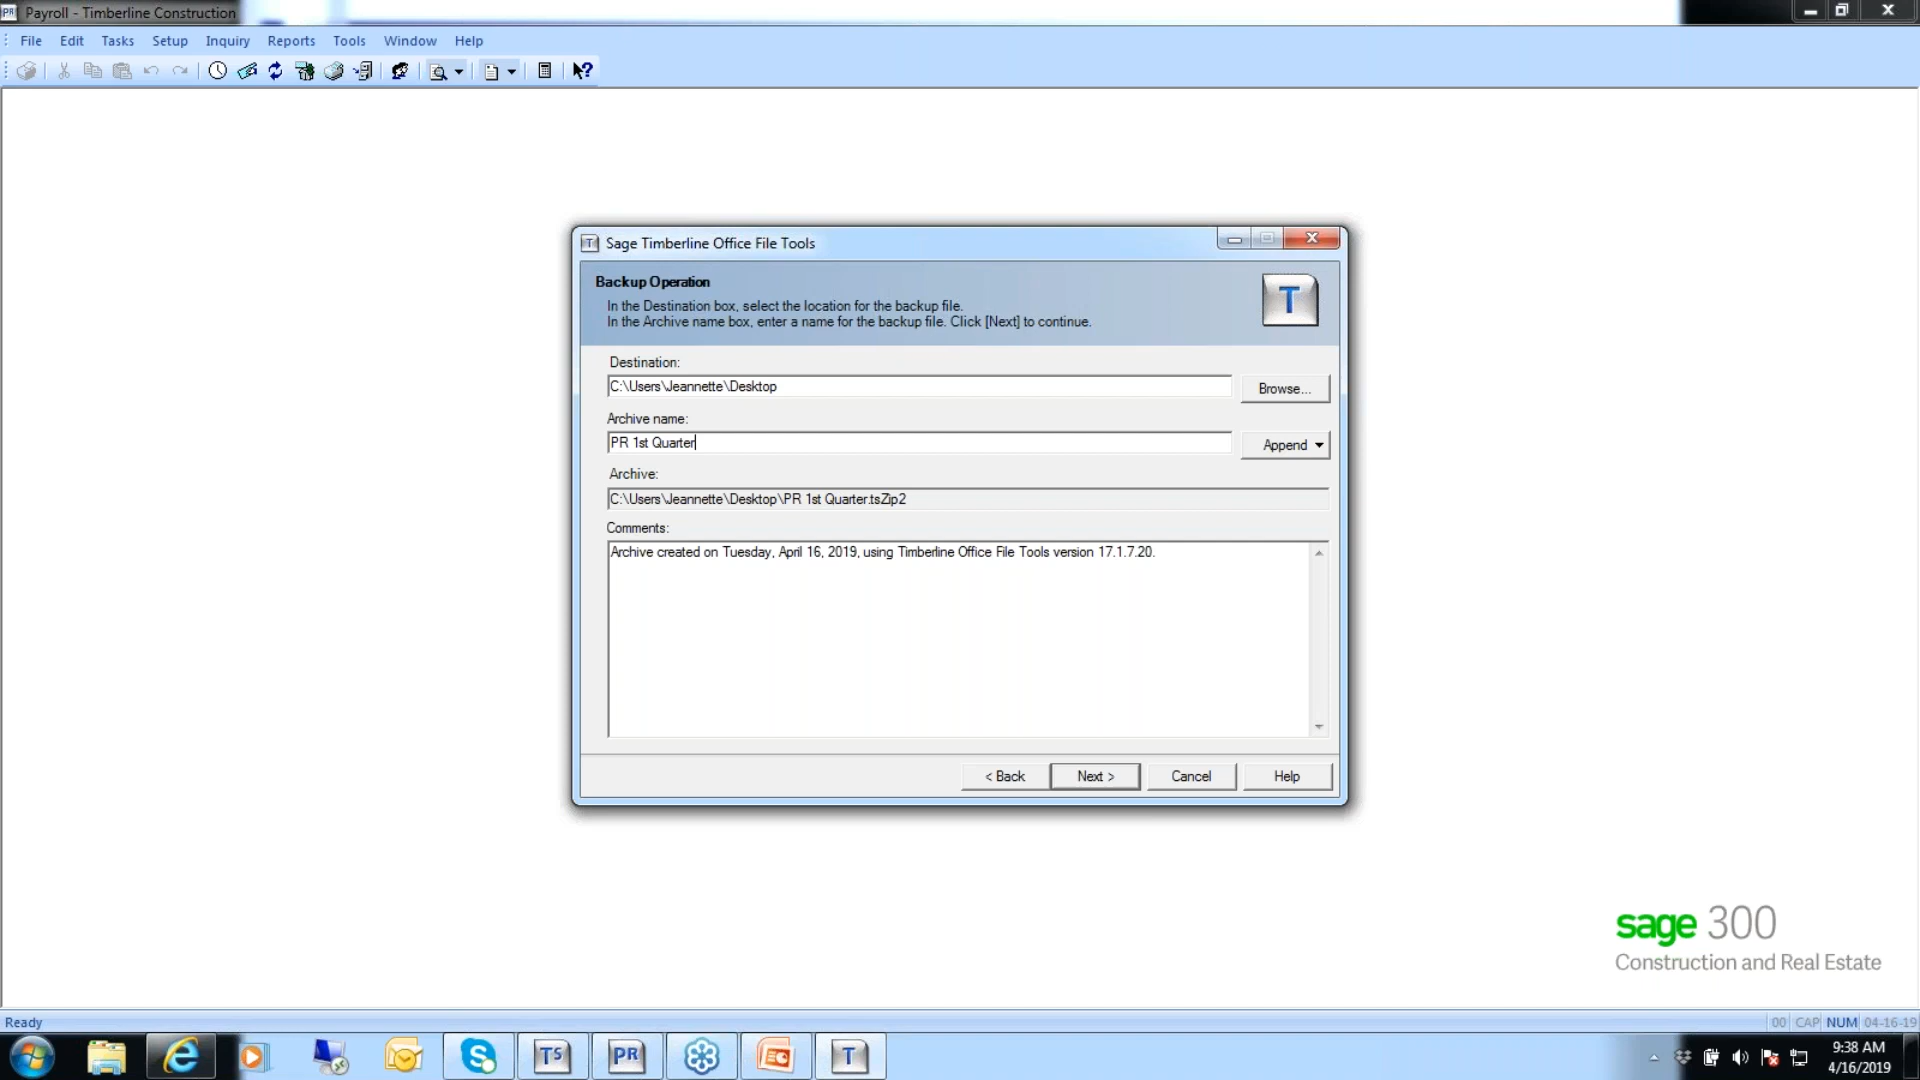 PR Payroll - Timberline Construction
File Edit Tasks Setup Inquiry Reports Tools Window Help
T Sage Timberline Office File Tools
Backup Operation
In the Destination box, select the location for the backup file.
In the Archive name box, enter a name for the backup file. Click [Next] to continue.
T
Destination:
C:\Users\Jeannette\Desktop
Browse...
Archive name:
PR 1st Quarter
Append
Archive:
C:\Users\Jeannette\Desktop\PR 1st Quarter.tsZip2
Comments:
Archive created on Tuesday, April 16, 2019, using Timberline Office File Tools version 17.1.7.20.
< Back Next > Cancel Help
sage 300
Construction and Real Estate
Ready
00 CAP NUM 04-16-19
TS PR T
9:38 AM
4/16/2019